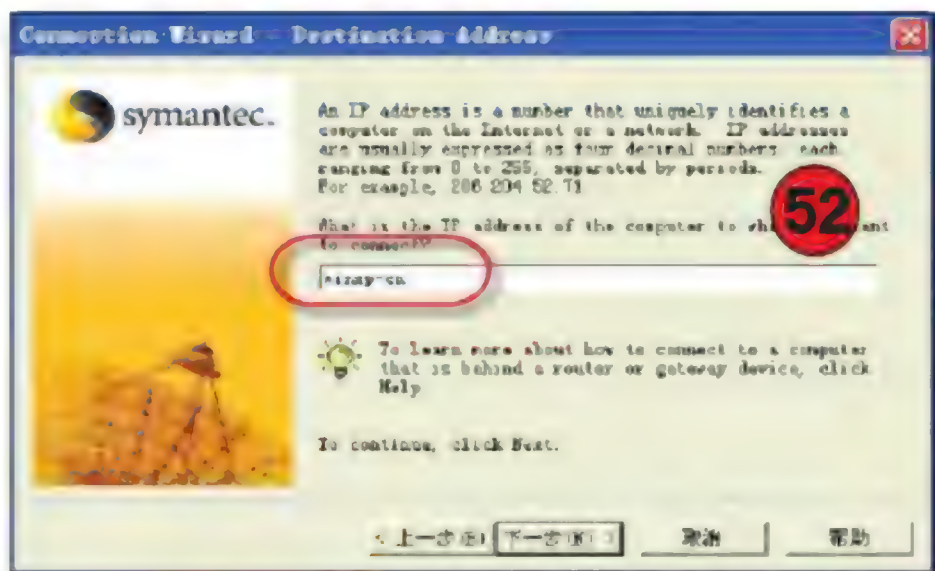 Connection Wizard - Destination Address
symantec.
An IP address is a number that uniquely identifies a
computer on the Internet or a network. IP addresses
are usually expressed as four decimal numbers, each
ranging from 0 to 255, separated by periods.
For example, 206.204.52.71
52
What is the IP address of the computer to want
to connect?
To learn more about how to connect to a computer
that is behind a router or gateway device, click
Help
To continue, click Next.
< 上一步(B)
下一步(N) >
取消
帮助